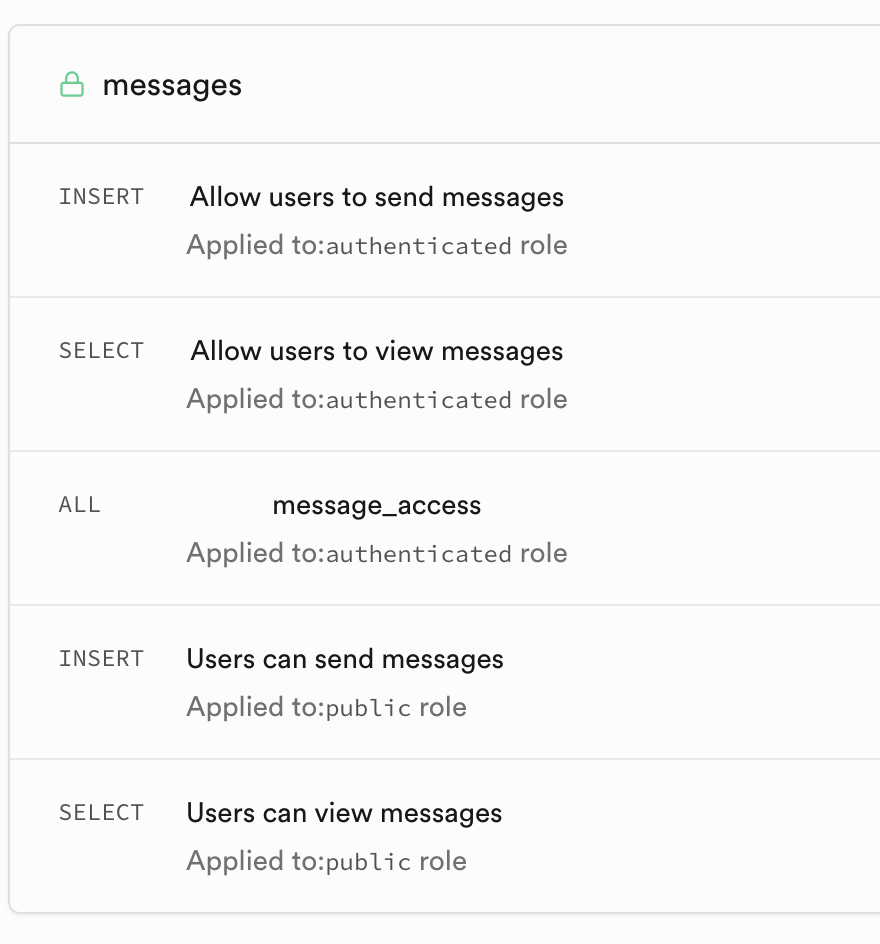 messages
INSERT Allow users to send messages
Applied to:authenticated role
SELECT Allow users to view messages
Applied to:authenticated role
ALL message_access
Applied to:authenticated role
INSERT Users can send messages
Applied to:public role
SELECT Users can view messages
Applied to:public role